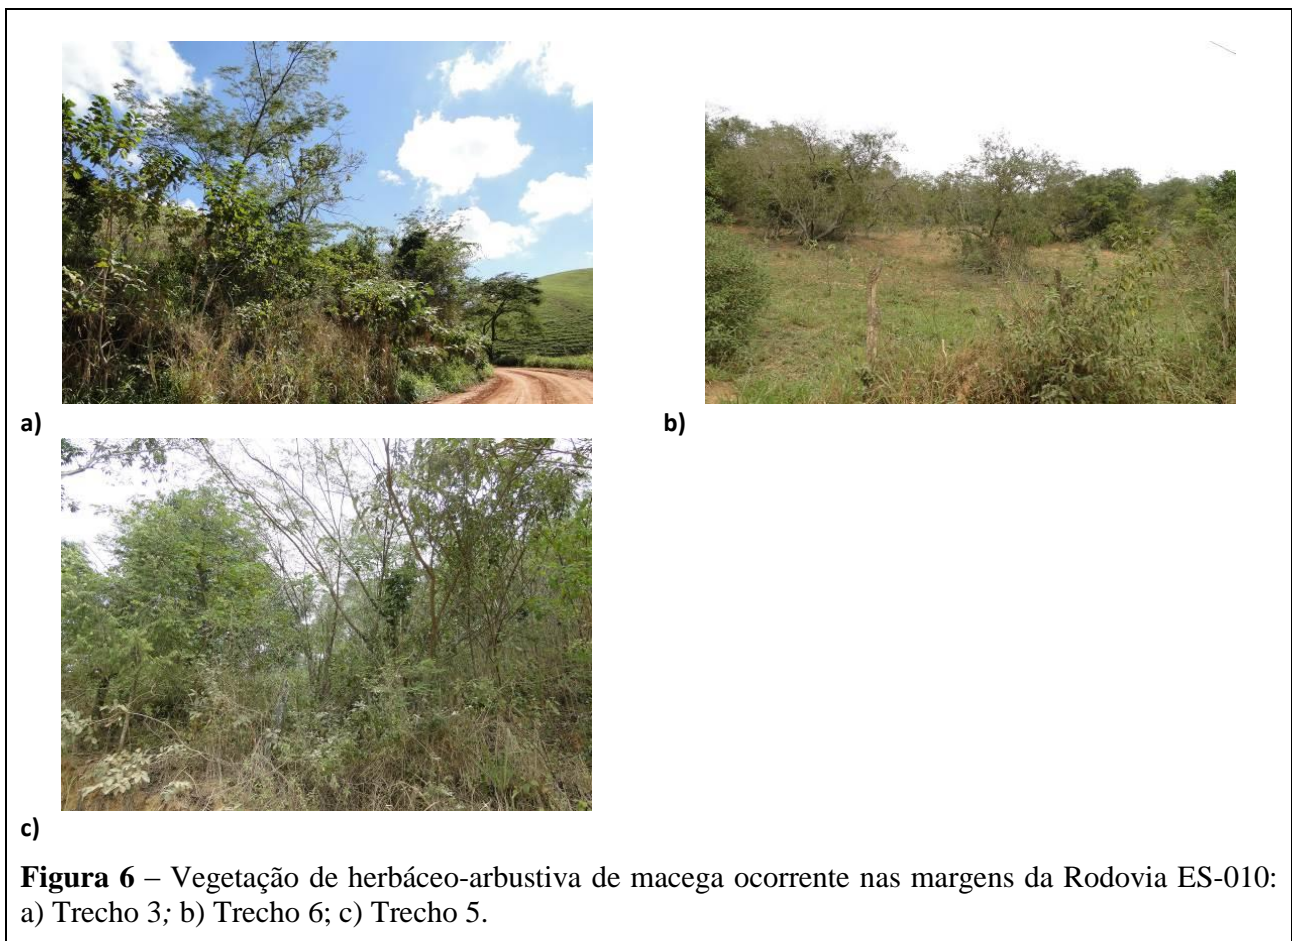 a)
b)
c)
Figura 6 – Vegetação de herbáceo-arbustiva de macega ocorrente nas margens da Rodovia ES-010:
a) Trecho 3; b) Trecho 6; c) Trecho 5.